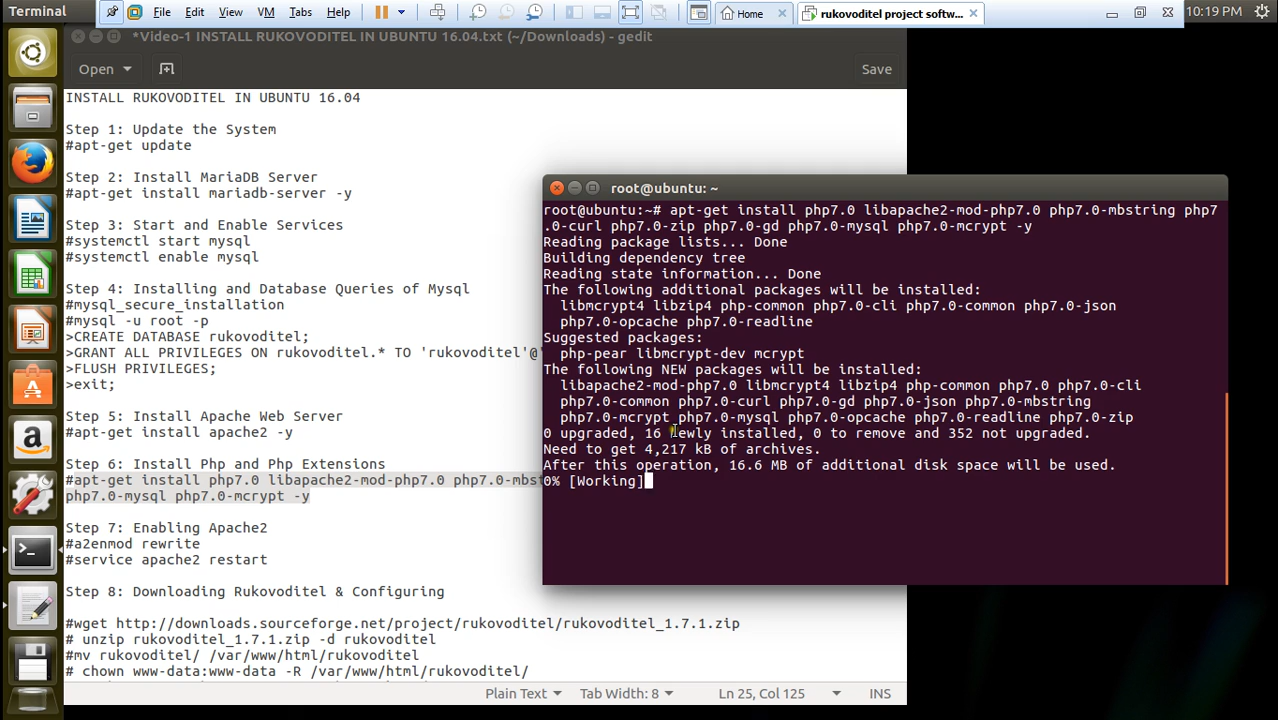 Terminal
File Edit View VM Tabs Help
Home
rukovoditel project softw...
10:19 PM
*Video-1 INSTALL RUKOVODITEL IN UBUNTU 16.04.txt (~/Downloads) - gedit
Open
Save
INSTALL RUKOVODITEL IN UBUNTU 16.04
Step 1: Update the System
#apt-get update
Step 2: Install MariaDB Server
#apt-get install mariadb-server -y
Step 3: Start and Enable Services
#systemctl start mysql
#systemctl enable mysql
Step 4: Installing and Database Queries of Mysql
#mysql_secure_installation
#mysql -u root -p
>CREATE DATABASE rukovoditel;
>GRANT ALL PRIVILEGES ON rukovoditel.* TO 'rukovoditel'@'
>FLUSH PRIVILEGES;
>exit;
Step 5: Install Apache Web Server
#apt-get install apache2 -y
Step 6: Install Php and Php Extensions
#apt-get install php7.0 libapache2-mod-php7.0 php7.0-mbst
php7.0-mysql php7.0-mcrypt -y
Step 7: Enabling Apache2
#a2enmod rewrite
#service apache2 restart
Step 8: Downloading Rukovoditel & Configuring
#wget http://downloads.sourceforge.net/project/rukovoditel/rukovoditel_1.7.1.zip
# unzip rukovoditel_1.7.1.zip -d rukovoditel
#mv rukovoditel/ /var/www/html/rukovoditel
# chown www-data:www-data -R /var/www/html/rukovoditel/
Plain Text
Tab Width: 8
Ln 25, Col 125
INS
root@ubuntu: ~
root@ubuntu:~# apt-get install php7.0 libapache2-mod-php7.0 php7.0-mbstring php7
.0-curl php7.0-zip php7.0-gd php7.0-mysql php7.0-mcrypt -y
Reading package lists... Done
Building dependency tree
Reading state information... Done
The following additional packages will be installed:
libmcrypt4 libzip4 php-common php7.0-cli php7.0-common php7.0-json
php7.0-opcache php7.0-readline
Suggested packages:
php-pear libmcrypt-dev mcrypt
The following NEW packages will be installed:
libapache2-mod-php7.0 libmcrypt4 libzip4 php-common php7.0 php7.0-cli
php7.0-common php7.0-curl php7.0-gd php7.0-json php7.0-mbstring
php7.0-mcrypt php7.0-mysql php7.0-opcache php7.0-readline php7.0-zip
0 upgraded, 16 newly installed, 0 to remove and 352 not upgraded.
Need to get 4,217 kB of archives.
After this operation, 16.6 MB of additional disk space will be used.
0% [Working]